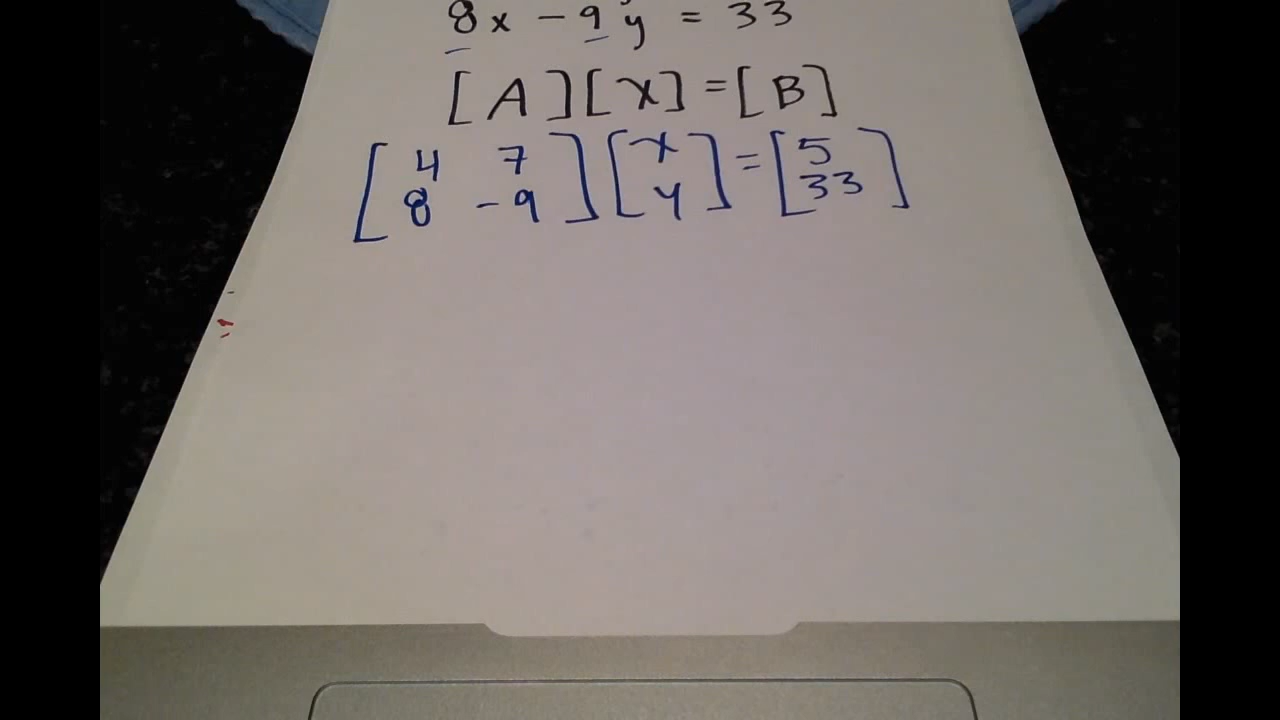 8x - 9y = 33
[A][X]=[B]
[4 7] [x] = [5]
[8 -9] [y] [33]